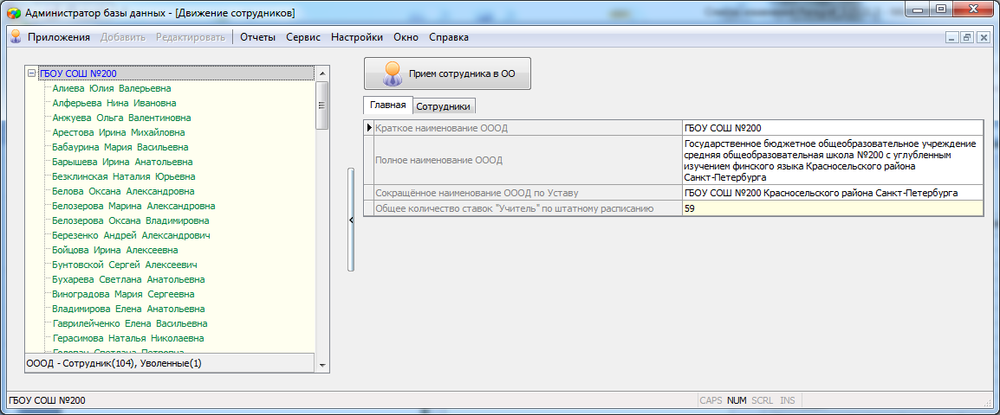 Администратор базы данных - [Движение сотрудников]
Приложения Добавить Редактировать Отчеты Сервис Настройки Окно Справка
ГБОУ СОШ №200
Алиева Юлия Валерьевна
Алферьева Нина Ивановна
Анжуева Ольга Валентиновна
Арестова Ирина Михайловна
Бабаурина Мария Васильевна
Барышева Ирина Анатольевна
Безклинская Наталия Юрьевна
Белова Оксана Александровна
Белозерова Марина Александровна
Белозерова Оксана Владимировна
Березенко Андрей Александрович
Бойцова Ирина Алексеевна
Бунтовской Сергей Алексеевич
Бухарева Светлана Анатольевна
Виноградова Мария Сергеевна
Владимирова Елена Анатольевна
Гаврилейченко Елена Васильевна
Герасимова Наталья Николаевна
Головач Светлана Петровна
ОООД - Сотрудник(104), Уволенные(1)
Прием сотрудника в ОО
Главная Сотрудники
Краткое наименование ОООД ГБОУ СОШ №200
Полное наименование ОООД Государственное бюджетное общеобразовательное учреждение
средняя общеобразовательная школа №200 с углубленным
изучением финского языка Красносельского района
Санкт-Петербурга
Сокращённое наименование ОООД по Уставу ГБОУ СОШ №200 Красносельского района Санкт-Петербурга
Общее количество ставок "Учитель" по штатному расписанию 59
ГБОУ СОШ №200 CAPS NUM SCRL INS